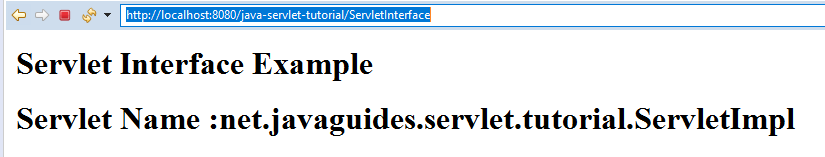 http://localhost:8080/java-servlet-tutorial/ServletInterface
Servlet Interface Example
Servlet Name :net.javaguides.servlet.tutorial.ServletImpl